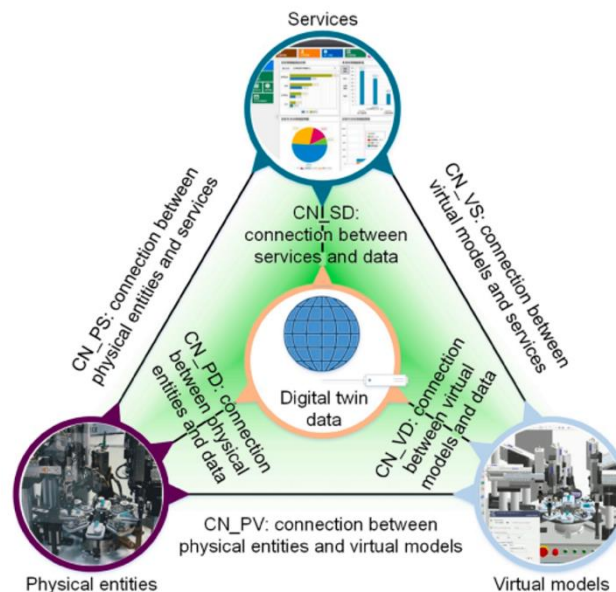 Services
CN_PS: connection between
physical entities and services
CN_SD:
connection between
services and data
CN_VS: connection between
virtual models and services
CN_PD: connection
between physical
entities and data
Digital twin
data
CN_VD: connection
between virtual
models and data
CN_PV: connection between
physical entities and virtual models
Physical entities
Virtual models